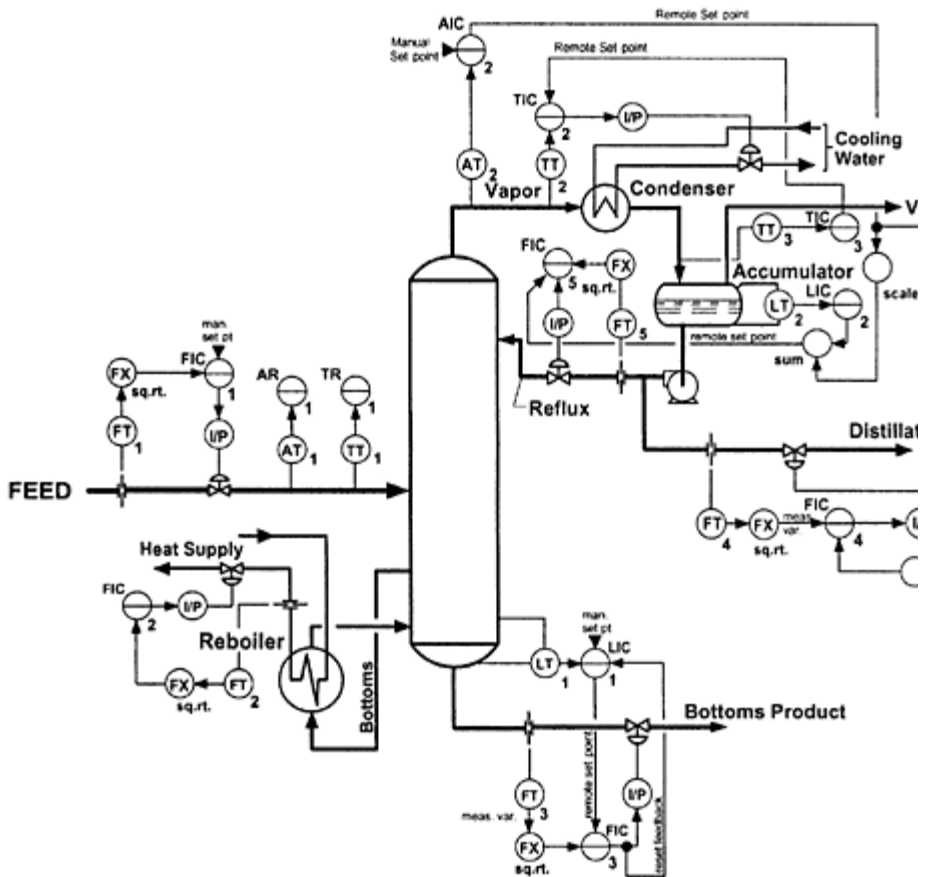 Remote Set point
AIC
Manual
Set point
2
Remote Set point
TIC
2
I/P
Cooling
Water
AT
2
TT
2
Vapor
Condenser
V
TT
3
TIC
3
FIC
5
FX
sq.rt.
Accumulator
scale
LT
2
LIC
2
I/P
FT
5
remote set point
sum
man.
set pt
FIC
1
FX
sq.rt.
AR
1
TR
1
Reflux
FT
1
I/P
AT
1
TT
1
Distillat
FEED
FIC
4
FT
4
FX
sq.rt.
meas.
var.
Heat Supply
FIC
2
I/P
Reboiler
FX
sq.rt.
FT
2
Bottoms
man.
set pt
LT
1
LIC
1
Bottoms Product
remote set point
reset feedback
FT
3
I/P
meas. var.
FX
sq.rt.
FIC
3